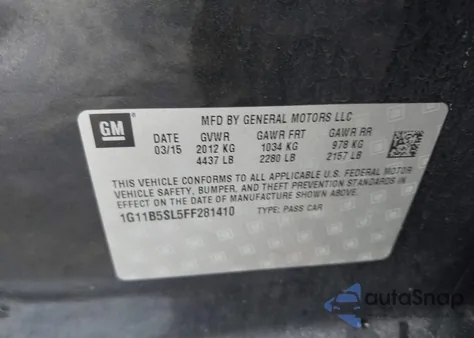 GM
MFD BY GENERAL MOTORS LLC
DATE GVWR GAWR FRT GAWR RR
03/15 2012 KG 1034 KG 978 KG
4437 LB 2280 LB 2157 LB
THIS VEHICLE CONFORMS TO ALL APPLICABLE U.S. FEDERAL MOTOR
VEHICLE SAFETY, BUMPER, AND THEFT PREVENTION STANDARDS IN
EFFECT ON THE DATE OF MANUFACTURE SHOWN ABOVE.
1G11B5SL5FF281410 TYPE: PASS CAR
autoSnap